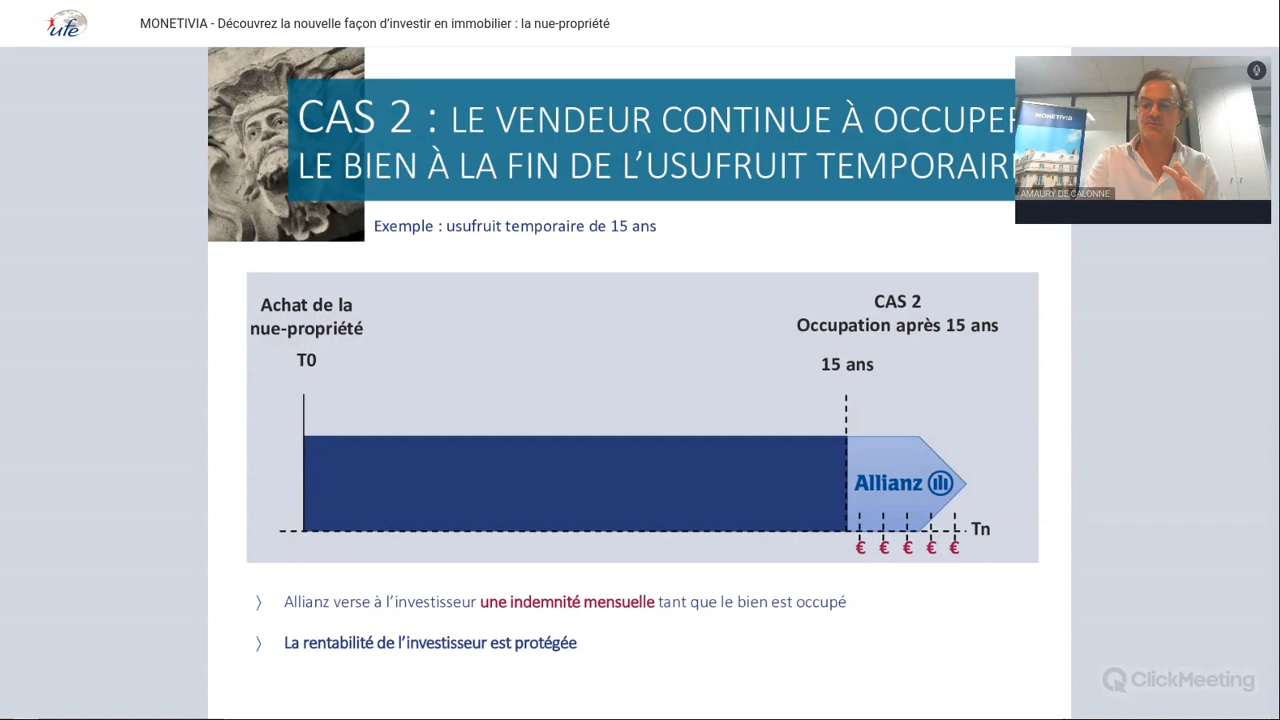 ufe
MONETIVIA - Découvrez la nouvelle façon d'investir en immobilier : la nue-propriété
CAS 2 : LE VENDEUR CONTINUE À OCCUPER
LE BIEN À LA FIN DE L'USUFRUIT TEMPORAIR
MONETIVIA
AMAURY DE CALONNE
Exemple : usufruit temporaire de 15 ans
Achat de la
nue-propriété
T0
CAS 2
Occupation après 15 ans
15 ans
Allianz
Tn
€ € € € €
Allianz verse à l'investisseur une indemnité mensuelle tant que le bien est occupé
La rentabilité de l'investisseur est protégée
ClickMeeting